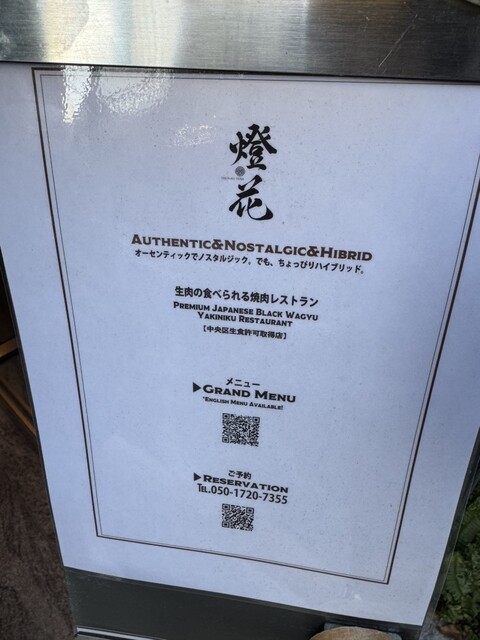 燈花
AUTHENTIC&NOSTALGIC&HIBRID
オーセンティックでノスタルジック。でも、ちょっぴりハイブリッド。
生肉の食べられる焼肉レストラン
PREMIUM JAPANESE BLACK WAGYU
YAKINIKU RESTAURANT
【中央区生食許可取得店】
メニュー
▶GRAND MENU
*ENGLISH MENU AVAILABLE!
ご予約
▶RESERVATION
TEL.050-1720-7355